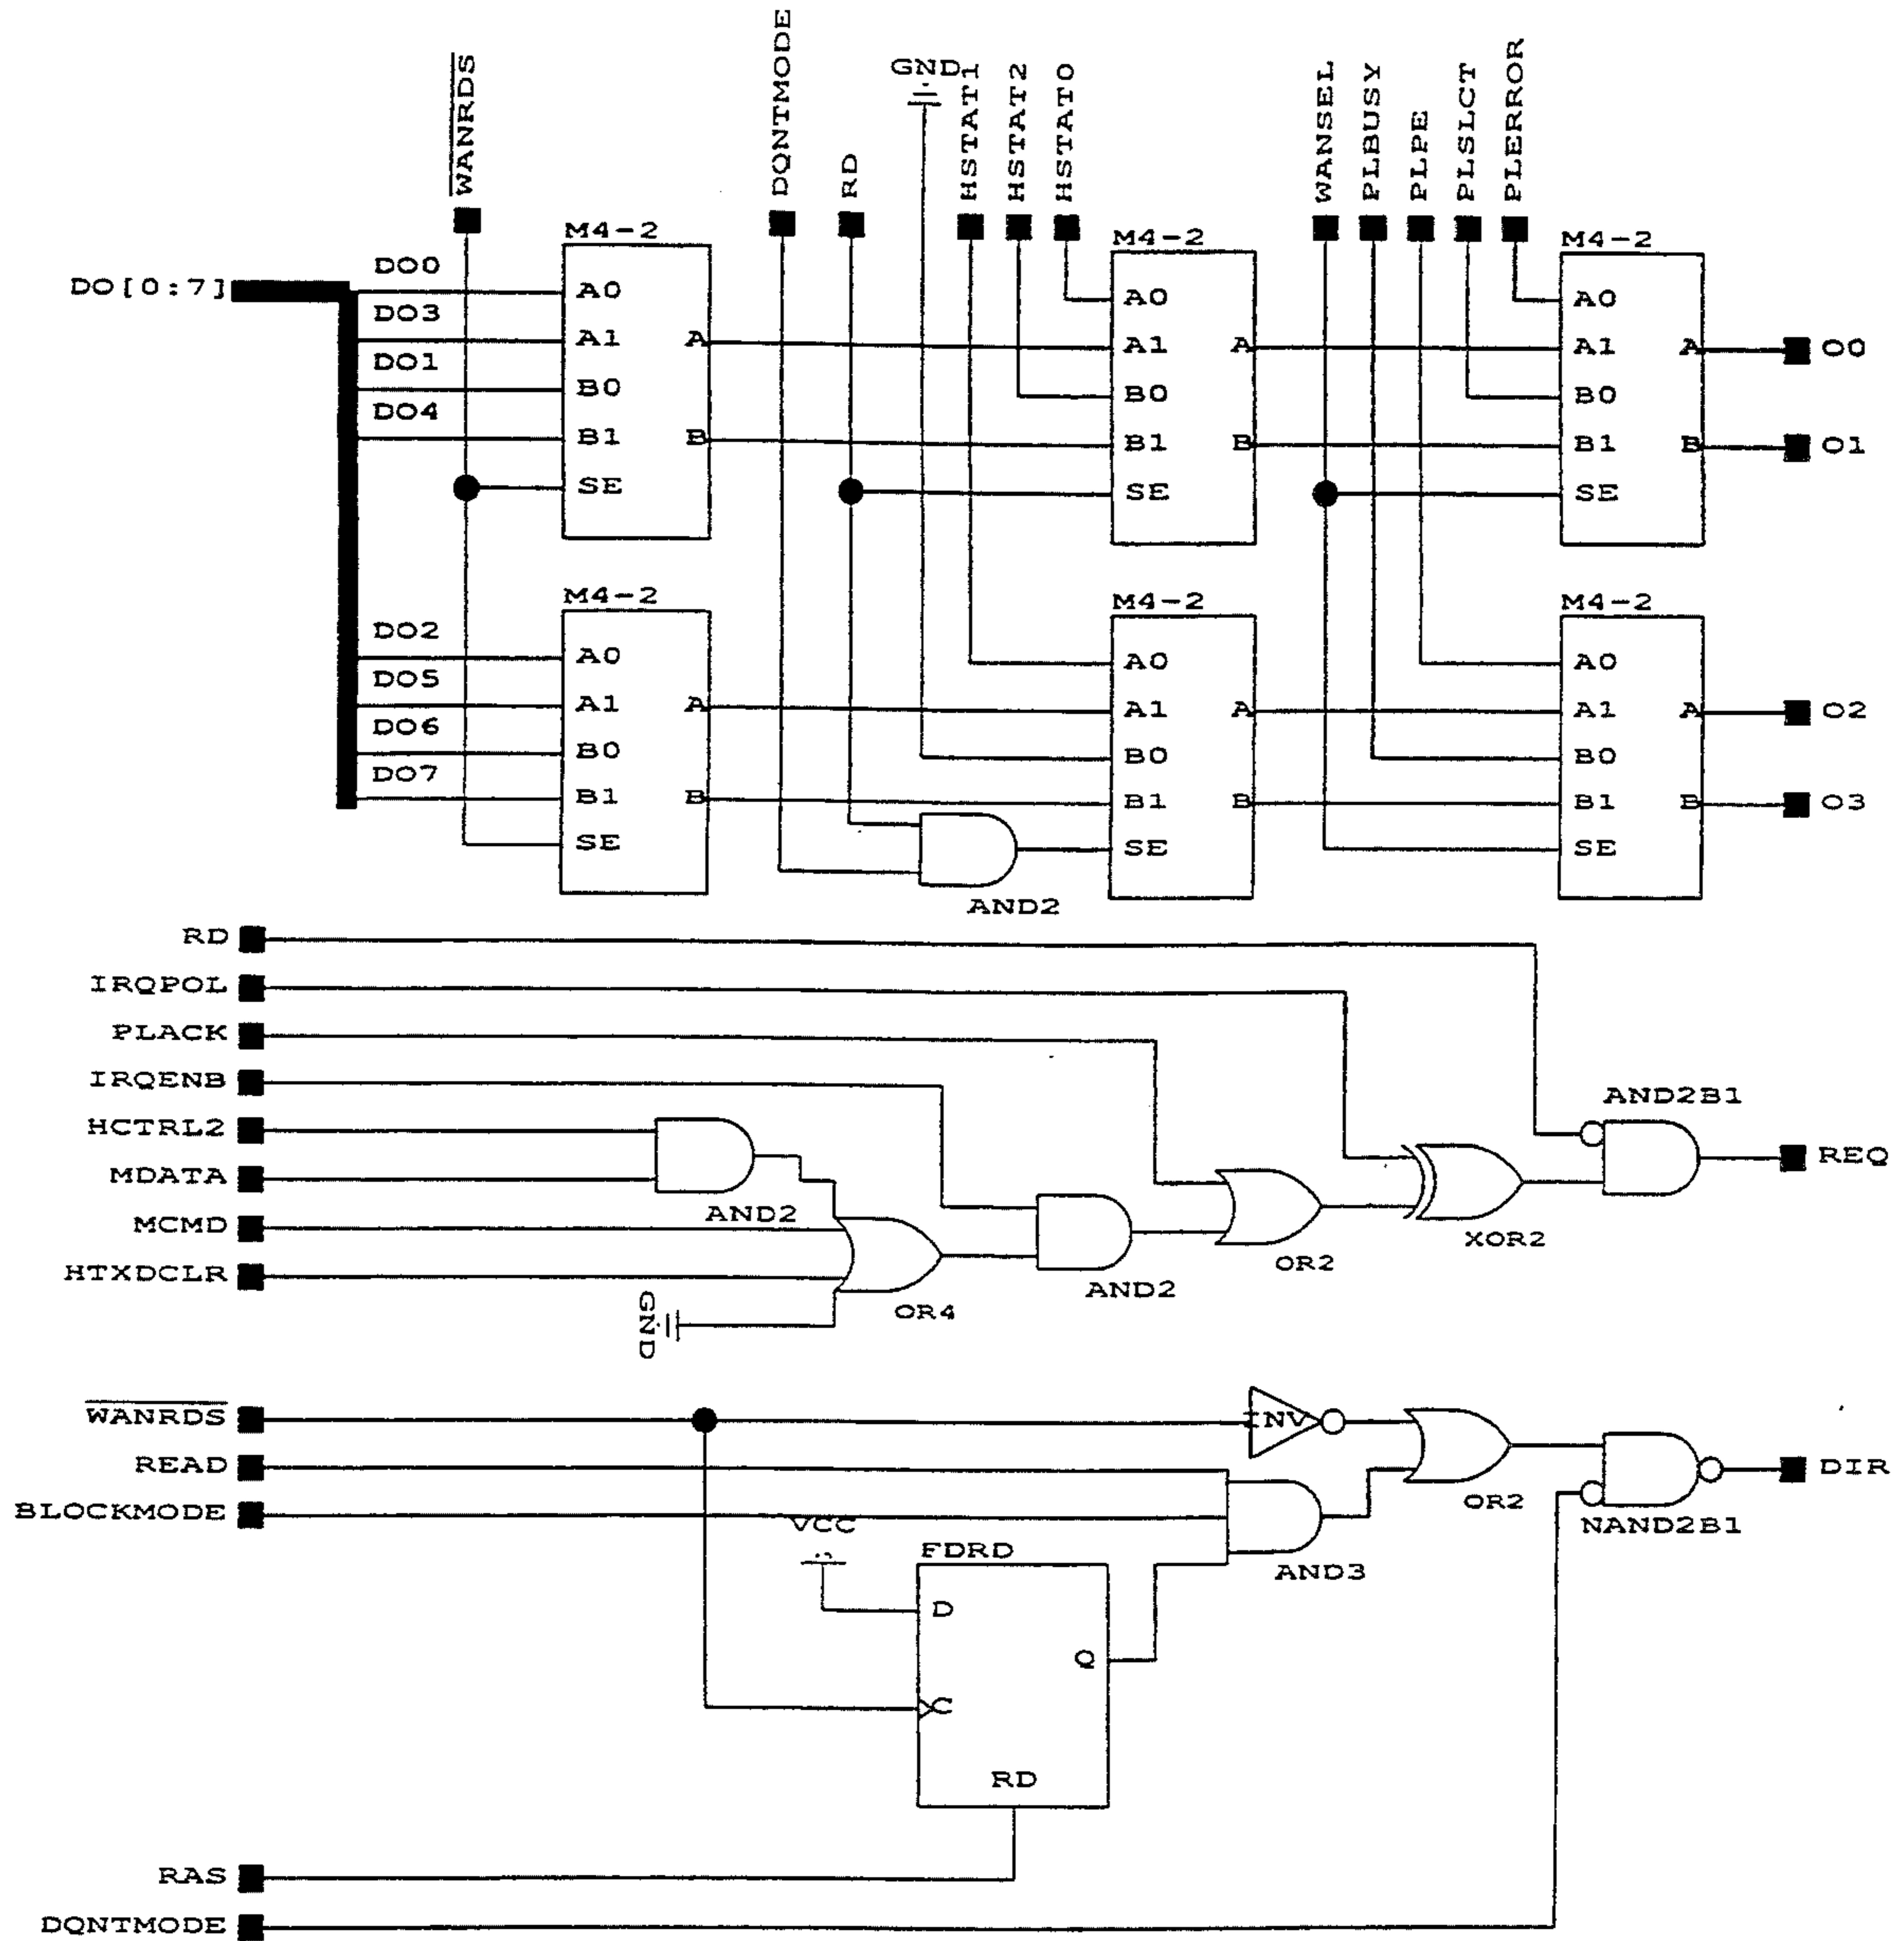 WANRDS
DQNTMODE
RD
GND
HSTAT1
HSTAT2
HSTAT0
WANSEL
PLBUSY
PLPE
PLSLCT
PLERROR
DO[0:7]
DO0
DO3
DO1
DO4
M4-2
A0
A1
B0
B1
SE
A
B
M4-2
A0
A1
B0
B1
SE
A
B
M4-2
A0
A1
B0
B1
SE
A
B
O0
O1
DO2
DO5
DO6
DO7
M4-2
A0
A1
B0
B1
SE
A
B
AND2
M4-2
A0
A1
B0
B1
SE
A
B
M4-2
A0
A1
B0
B1
SE
A
B
O2
O3
RD
IRQPOL
PLACK
IRQENB
HCTRL2
MDATA
MCMD
HTXDCLR
AND2
GND
OR4
AND2
OR2
XOR2
AND2B1
REQ
WANRDS
READ
BLOCKMODE
INV
VCC
FDRD
D
Q
C
RD
AND3
OR2
NAND2B1
DIR
RAS
DQNTMODE